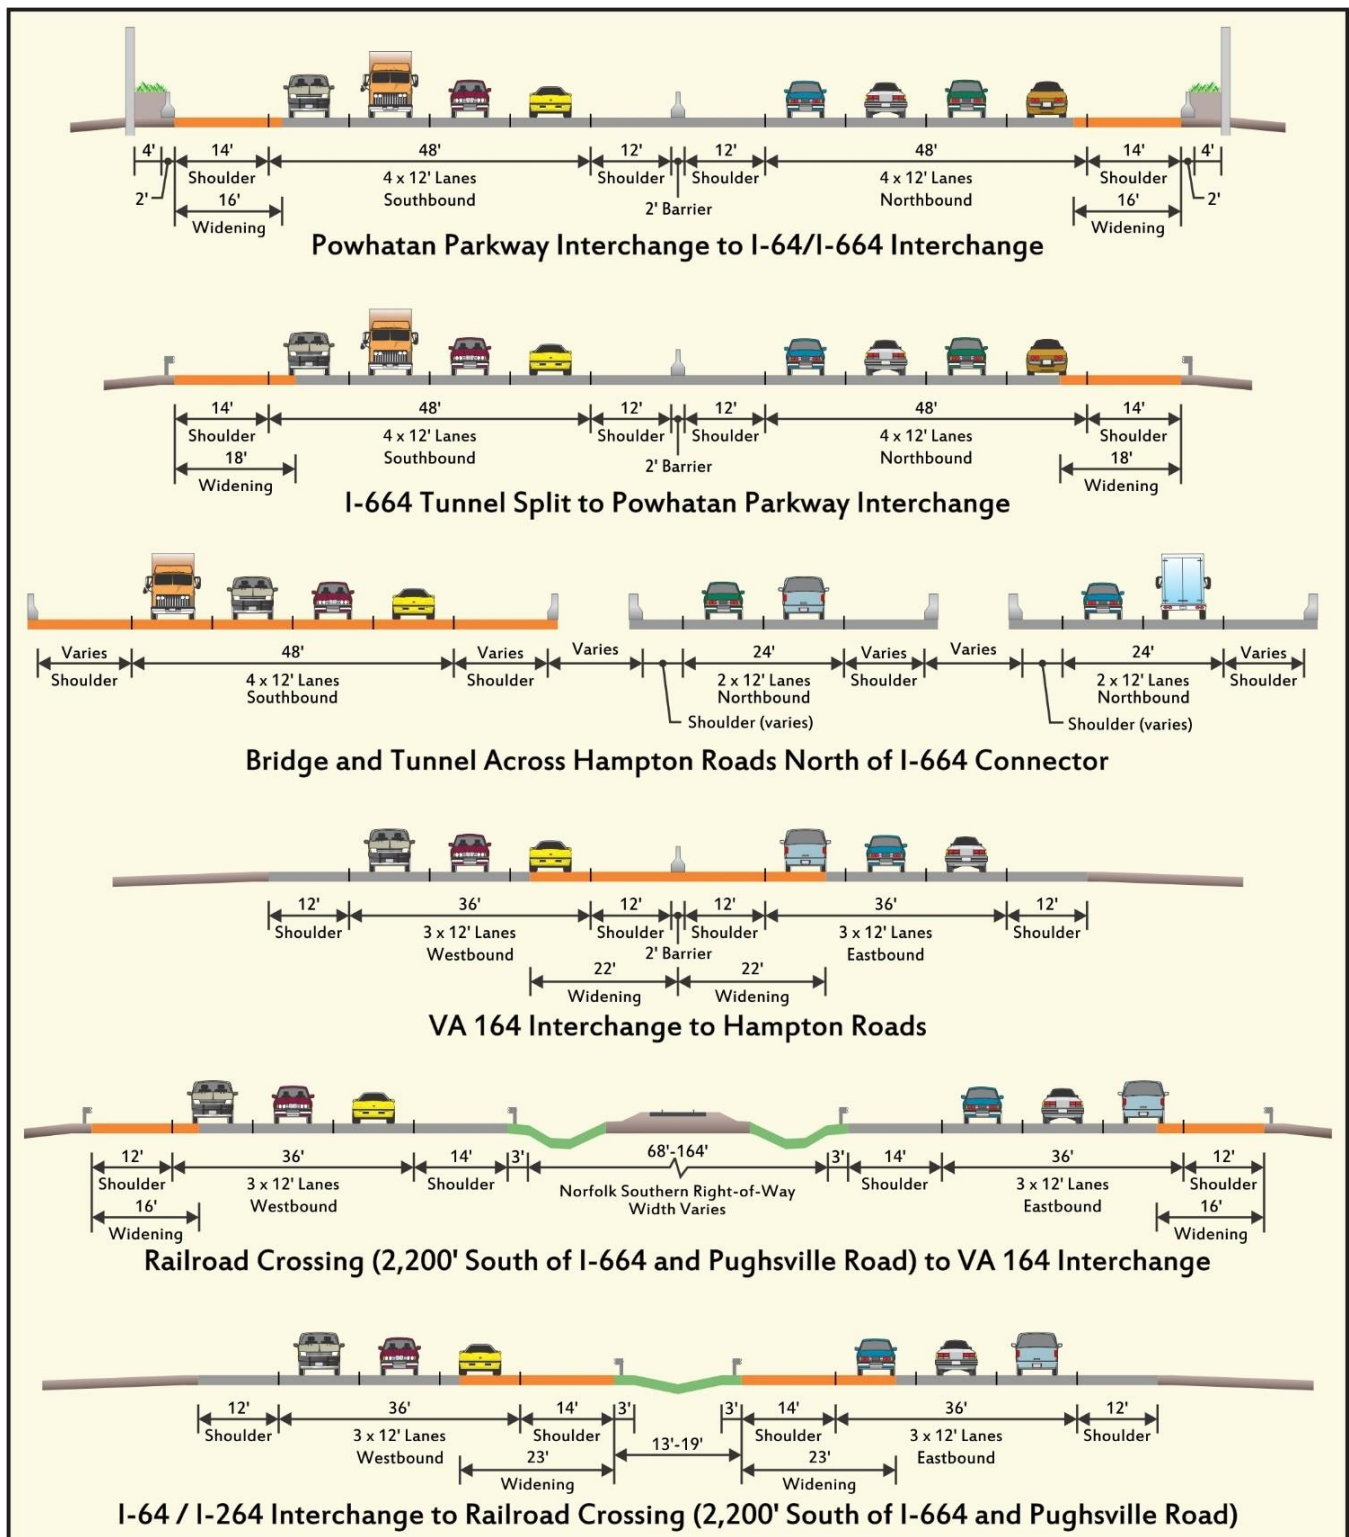 4' 14' 48' 12' 12' 48' 14' 4'
Shoulder 4 x 12' Lanes Shoulder Shoulder 4 x 12' Lanes Shoulder
2' 16' Southbound 2' Barrier Northbound 16' 2'
Widening Widening
Powhatan Parkway Interchange to I-64/I-664 Interchange
14' 48' 12' 12' 48' 14'
Shoulder 4 x 12' Lanes Shoulder Shoulder 4 x 12' Lanes Shoulder
18' Southbound 2' Barrier Northbound 18'
Widening Widening
I-664 Tunnel Split to Powhatan Parkway Interchange
Varies 48' Varies Varies 24' Varies Varies 24' Varies
Shoulder 4 x 12' Lanes Shoulder 2 x 12' Lanes Shoulder 2 x 12' Lanes Shoulder
Southbound Northbound Northbound
Shoulder (varies) Shoulder (varies)
Bridge and Tunnel Across Hampton Roads North of I-664 Connector
12' 36' 12' 12' 36' 12'
Shoulder 3 x 12' Lanes Shoulder Shoulder 3 x 12' Lanes Shoulder
Westbound 2' Barrier Eastbound
22' 22'
Widening Widening
VA 164 Interchange to Hampton Roads
12' 36' 14' 3' 68'-164' 3' 14' 36' 12'
Shoulder 3 x 12' Lanes Shoulder Norfolk Southern Right-of-Way Shoulder 3 x 12' Lanes Shoulder
16' Westbound Width Varies Eastbound 16'
Widening Widening
Railroad Crossing (2,200' South of I-664 and Pughsville Road) to VA 164 Interchange
12' 36' 14' 3' 3' 14' 36' 12'
Shoulder 3 x 12' Lanes Shoulder 13'-19' Shoulder 3 x 12' Lanes Shoulder
Westbound 23' 23' Eastbound
Widening Widening
I-64 / I-264 Interchange to Railroad Crossing (2,200' South of I-664 and Pughsville Road)